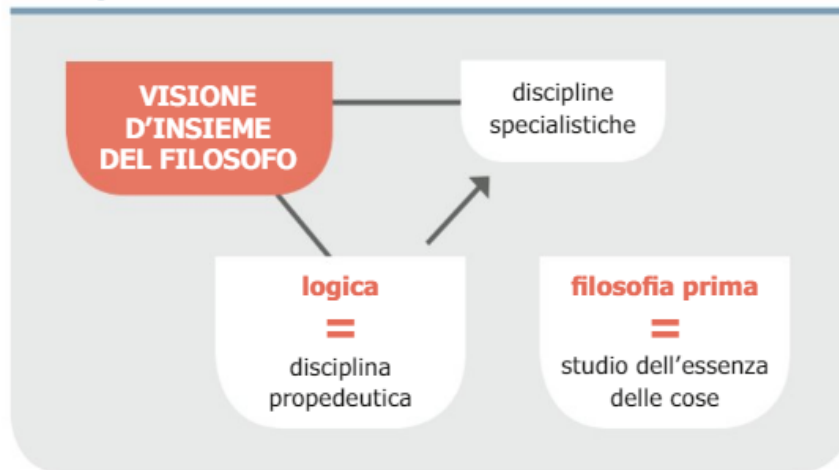 VISIONE
D'INSIEME
DEL FILOSOFO
discipline
specialistiche
logica
=
disciplina
propedeutica
filosofia prima
=
studio dell'essenza
delle cose